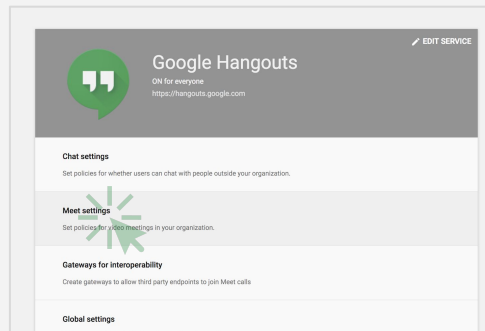 EDIT SERVICE
Google Hangouts
ON for everyone
https://hangouts.google.com
Chat settings
Set policies for whether users can chat with people outside your organization.
Meet settings
Set policies for video meetings in your organization.
Gateways for interoperability
Create gateways to allow third party endpoints to join Meet calls
Global settings